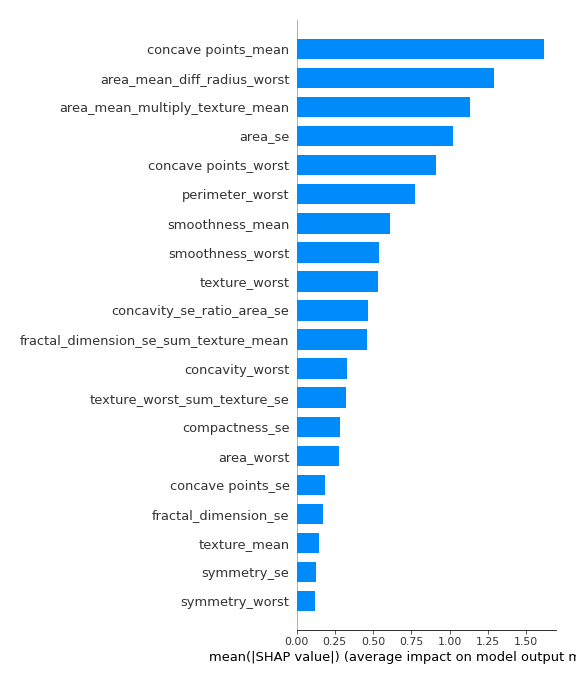 concave points_mean
area_mean_diff_radius_worst
area_mean_multiply_texture_mean
area_se
concave points_worst
perimeter_worst
smoothness_mean
smoothness_worst
texture_worst
concavity_se_ratio_area_se
fractal_dimension_se_sum_texture_mean
concavity_worst
texture_worst_sum_texture_se
compactness_se
area_worst
concave points_se
fractal_dimension_se
texture_mean
symmetry_se
symmetry_worst
0.00 0.25 0.50 0.75 1.00 1.25 1.50
mean(|SHAP value|) (average impact on model output m